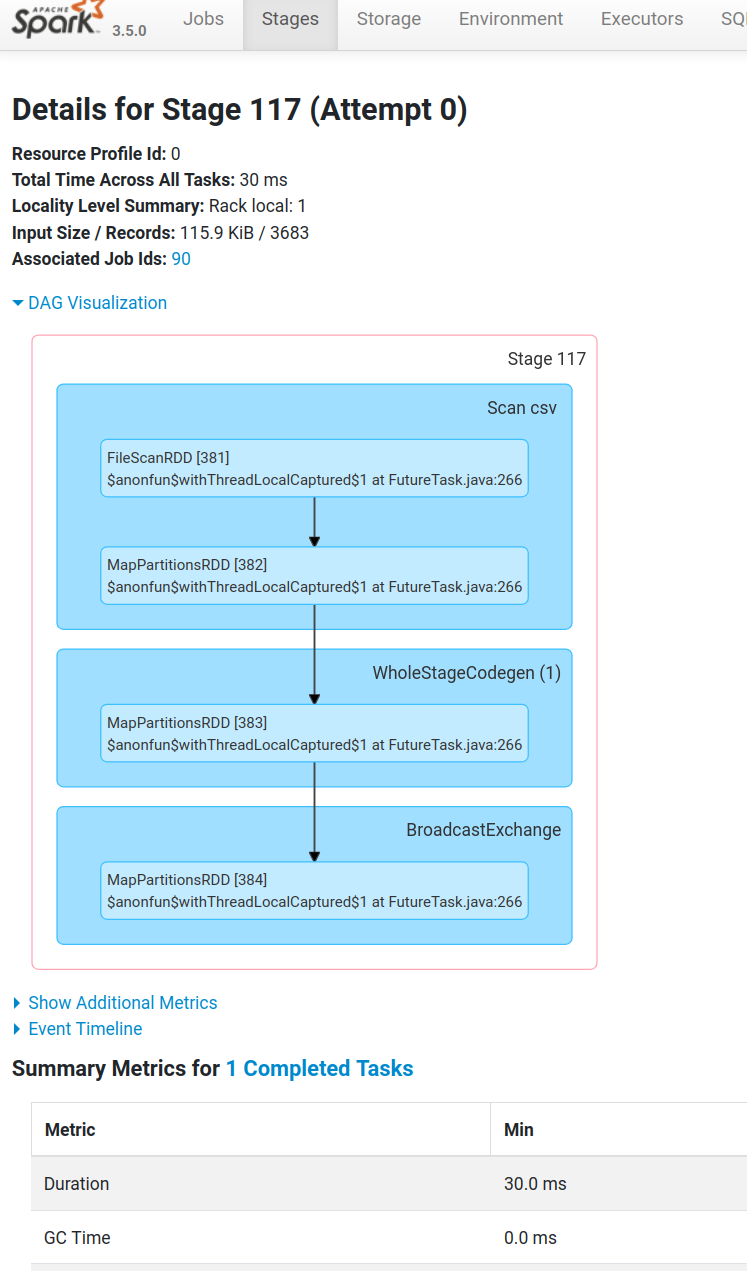 APACHE
Spark 3.5.0 Jobs Stages Storage Environment Executors
Details for Stage 117 (Attempt 0)
Resource Profile Id: 0
Total Time Across All Tasks: 30 ms
Locality Level Summary: Rack local: 1
Input Size / Records: 115.9 KiB / 3683
Associated Job Ids: 90
DAG Visualization
Stage 117
Scan csv
FileScanRDD [381]
$anonfun$withThreadLocalCaptured$1 at FutureTask.java:266
MapPartitionsRDD [382]
$anonfun$withThreadLocalCaptured$1 at FutureTask.java:266
WholeStageCodegen (1)
MapPartitionsRDD [383]
$anonfun$withThreadLocalCaptured$1 at FutureTask.java:266
BroadcastExchange
MapPartitionsRDD [384]
$anonfun$withThreadLocalCaptured$1 at FutureTask.java:266
Show Additional Metrics
Event Timeline
Summary Metrics for 1 Completed Tasks
Metric Min
Duration 30.0 ms
GC Time 0.0 ms